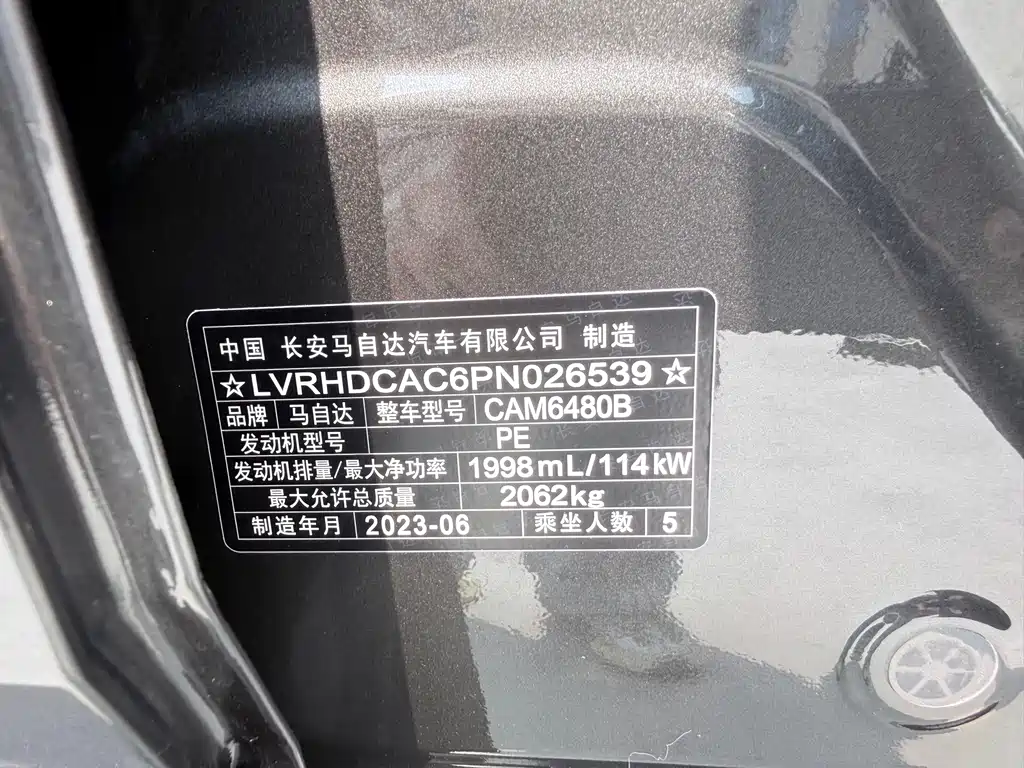 中国 长安马自达汽车有限公司 制造
☆LVRHDCAC6PN026539☆
品牌 马自达 整车型号 CAM6480B
发动机型号 PE
发动机排量/最大净功率 1998mL/114kW
最大允许总质量 2062kg
制造年月 2023-06 乘坐人数 5